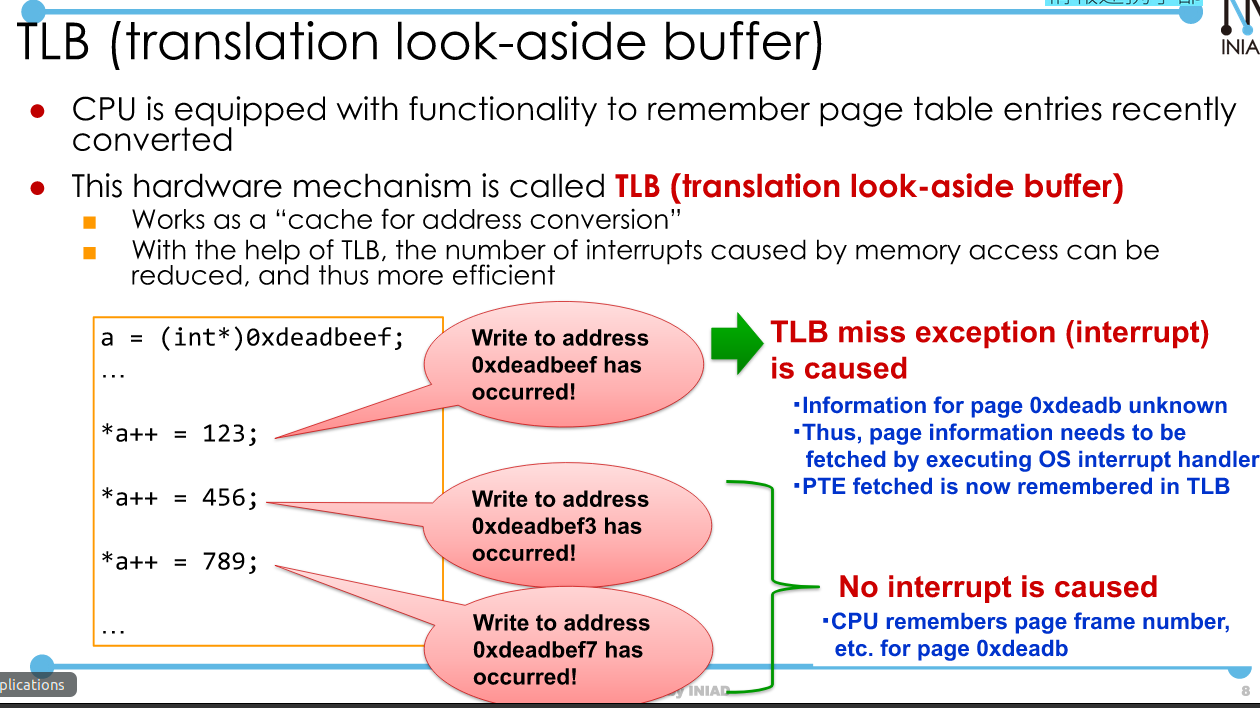 TLB (translation look-aside buffer)
INIA
● CPU is equipped with functionality to remember page table entries recently
converted
● This hardware mechanism is called TLB (translation look-aside buffer)
■ Works as a “cache for address conversion”
■ With the help of TLB, the number of interrupts caused by memory access can be
reduced, and thus more efficient
a = (int*)0xdeadbeef;
...
*a++ = 123;
*a++ = 456;
*a++ = 789;
...
Write to address
0xdeadbeef has
occurred!
Write to address
0xdeadbef3 has
occurred!
Write to address
0xdeadbef7 has
occurred!
TLB miss exception (interrupt)
is caused
・Information for page 0xdeadb unknown
・Thus, page information needs to be
fetched by executing OS interrupt handler
・PTE fetched is now remembered in TLB
No interrupt is caused
・CPU remembers page frame number,
etc. for page 0xdeadb
plications
y INIAD
8